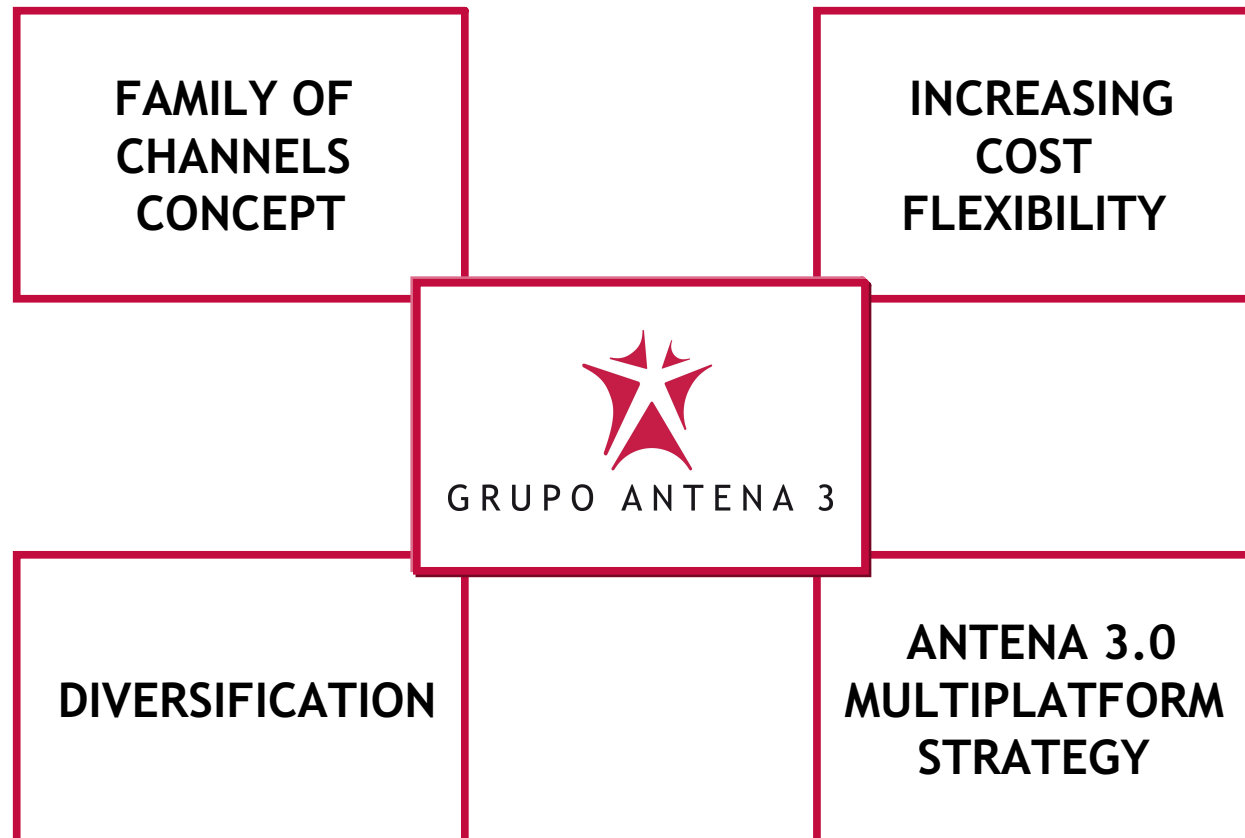 FAMILY OF
CHANNELS
CONCEPT
INCREASING
COST
FLEXIBILITY
GRUPO ANTENA 3
DIVERSIFICATION
ANTENA 3.0
MULTIPLATFORM
STRATEGY